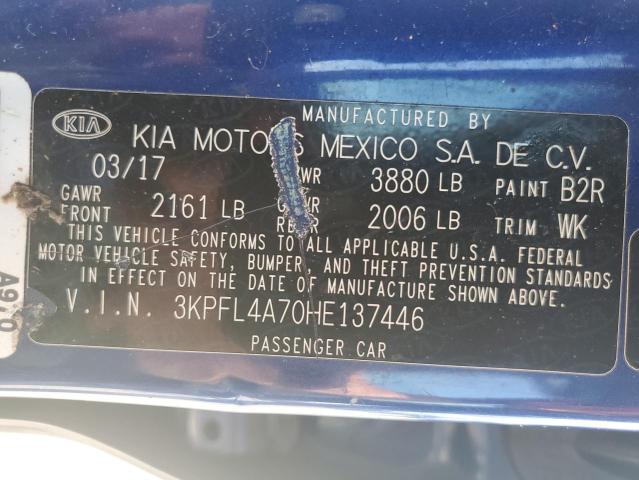 MANUFACTURED BY
KIA KIA MOTORS MEXICO S.A. DE C.V.
03/17 3880 LB PAINT B2R
GAWR
FRONT 2161 LB 2006 LB TRIM WK
THIS VEHICLE CONFORMS TO ALL APPLICABLE U.S.A. FEDERAL
MOTOR VEHICLE SAFETY, BUMPER, AND THEFT PREVENTION STANDARDS
IN EFFECT ON THE DATE OF MANUFACTURE SHOWN ABOVE.
V.I.N. 3KPFL4A70HE137446
PASSENGER CAR